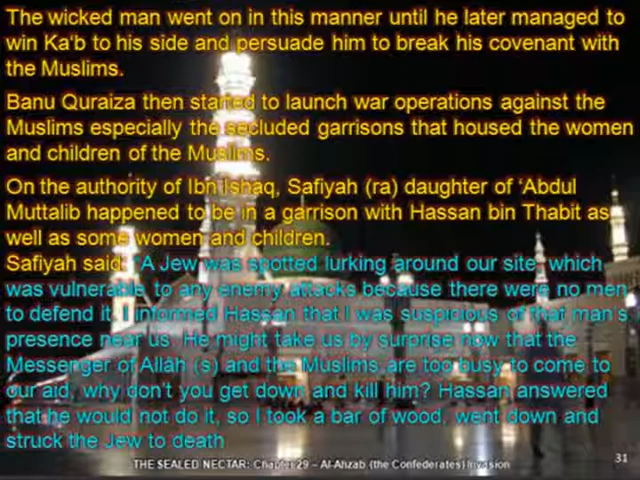 The wicked man went on in this manner until he later managed to
win Ka'b to his side and persuade him to break his covenant with
the Muslims.
Banu Quraiza then started to launch war operations against the
Muslims especially the secluded garrisons that housed the women
and children of the Muslims.
On the authority of Ibn Ishaq, Safiyah (ra) daughter of ‘Abdul
Muttalib happened to be in a garrison with Hassan bin Thabit as
well as some women and children.
Safiyah said: “A Jew was spotted lurking around our site, which
was vulnerable to any enemy attacks because there were no men
to defend it. I informed Hassan that I was suspicious of that man’s
presence near us. He might take us by surprise now that the
Messenger of Allâh (s) and the Muslims are too busy to come to
our aid, why don’t you get down and kill him? Hassan answered
that he would not do it, so I took a bar of wood, went down and
struck the Jew to death
THE SEALED NECTAR: Chapter 29 – Al-Ahzab (the Confederates) Invasion
31